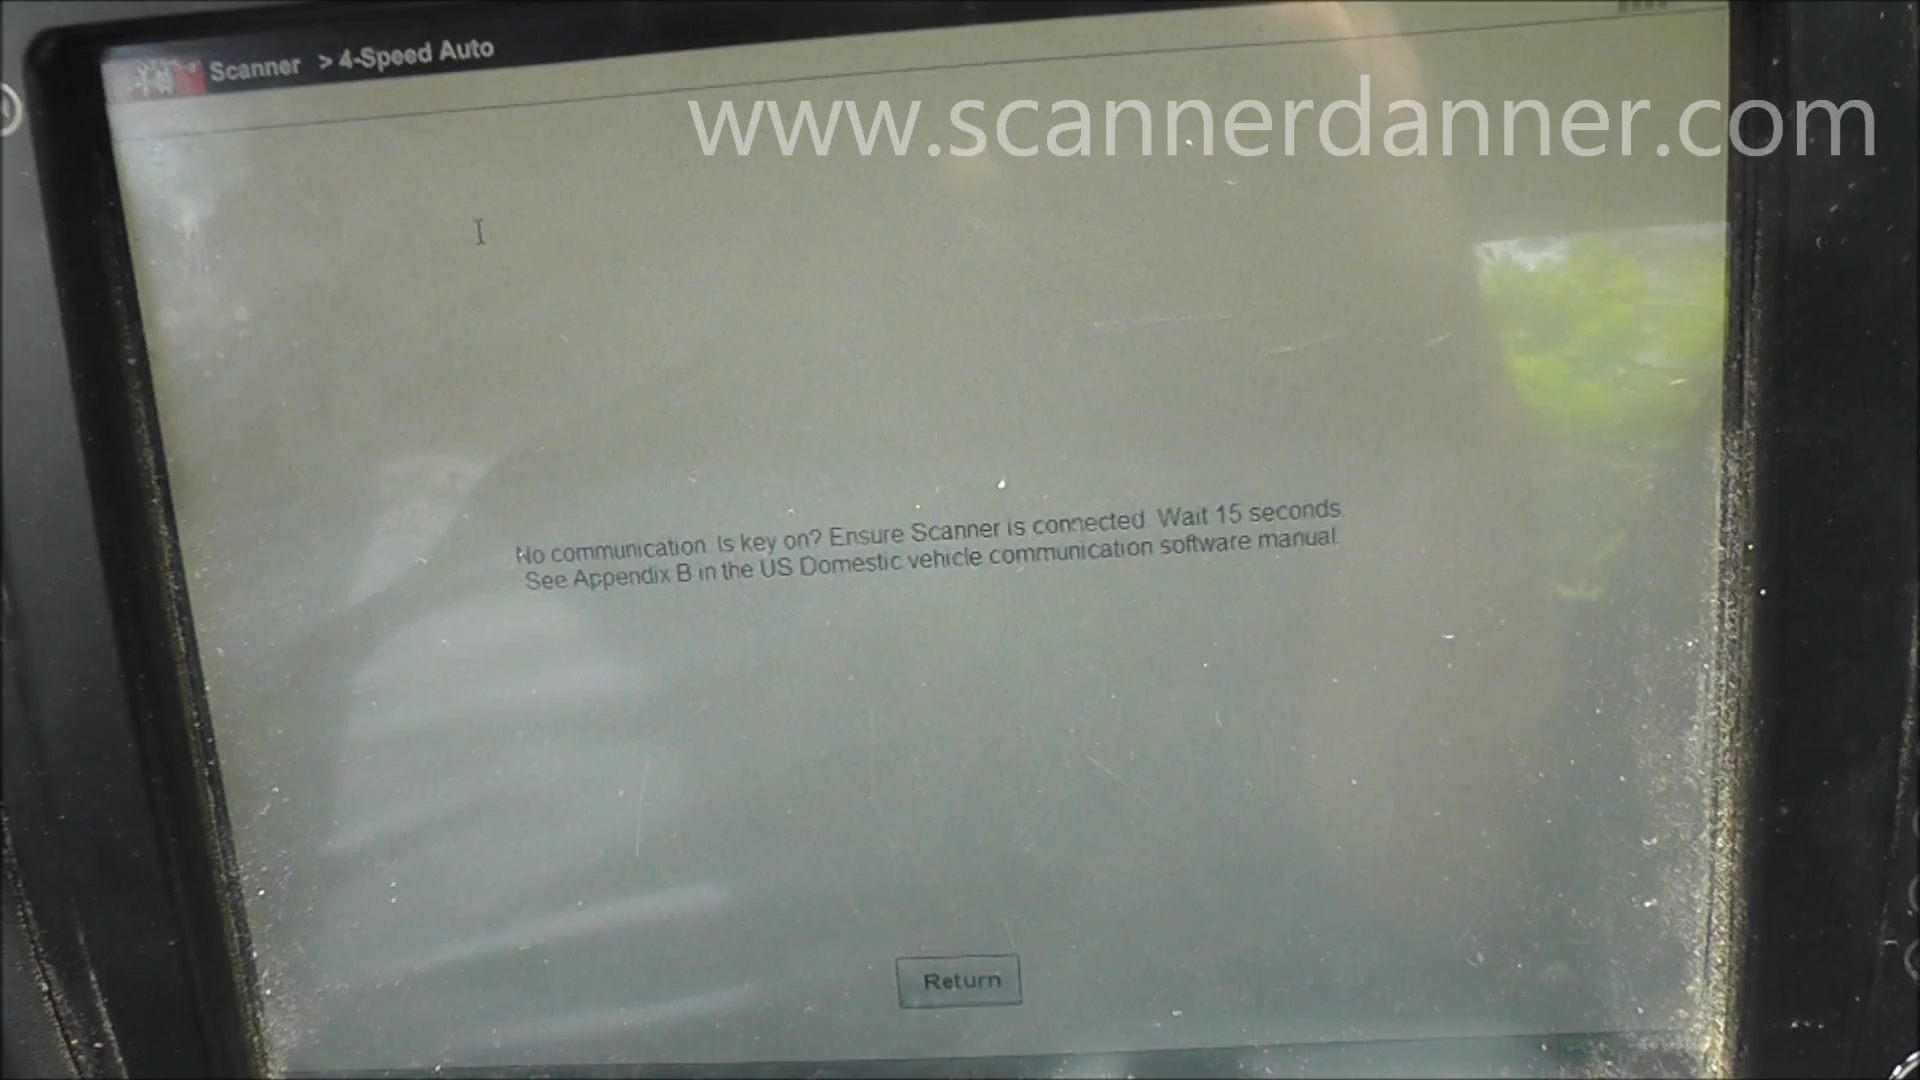 Scanner > 4-Speed Auto
www.scannerdanner.com
No communication. Is key on? Ensure Scanner is connected. Wait 15 seconds.
See Appendix B in the US Domestic vehicle communication software manual.
Return